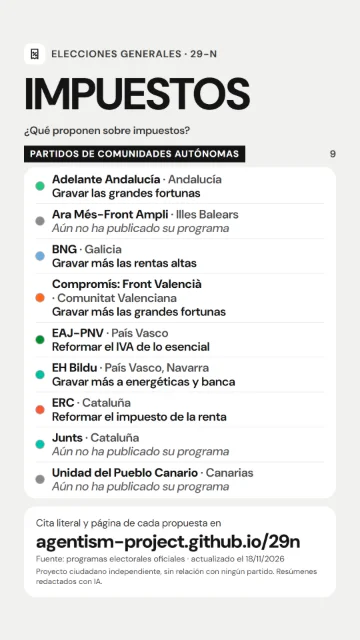 ELECCIONES GENERALES · 29-N
IMPUESTOS
¿Qué proponen sobre impuestos?
PARTIDOS DE COMUNIDADES AUTÓNOMAS 9
Adelante Andalucía · Andalucía
Gravar las grandes fortunas
Ara Més-Front Ampli · Illes Balears
Aún no ha publicado su programa
BNG · Galicia
Gravar más las rentas altas
Compromís: Front Valencià
· Comunitat Valenciana
Gravar más las grandes fortunas
EAJ-PNV · País Vasco
Reformar el IVA de lo esencial
EH Bildu · País Vasco, Navarra
Gravar más a energéticas y banca
ERC · Cataluña
Reformar el impuesto de la renta
Junts · Cataluña
Aún no ha publicado su programa
Unidad del Pueblo Canario · Canarias
Aún no ha publicado su programa
Cita literal y página de cada propuesta en
agentism-project.github.io/29n
Fuente: programas electorales oficiales · actualizado el 18/11/2026
Proyecto ciudadano independiente, sin relación con ningún partido. Resúmenes
redactados con IA.